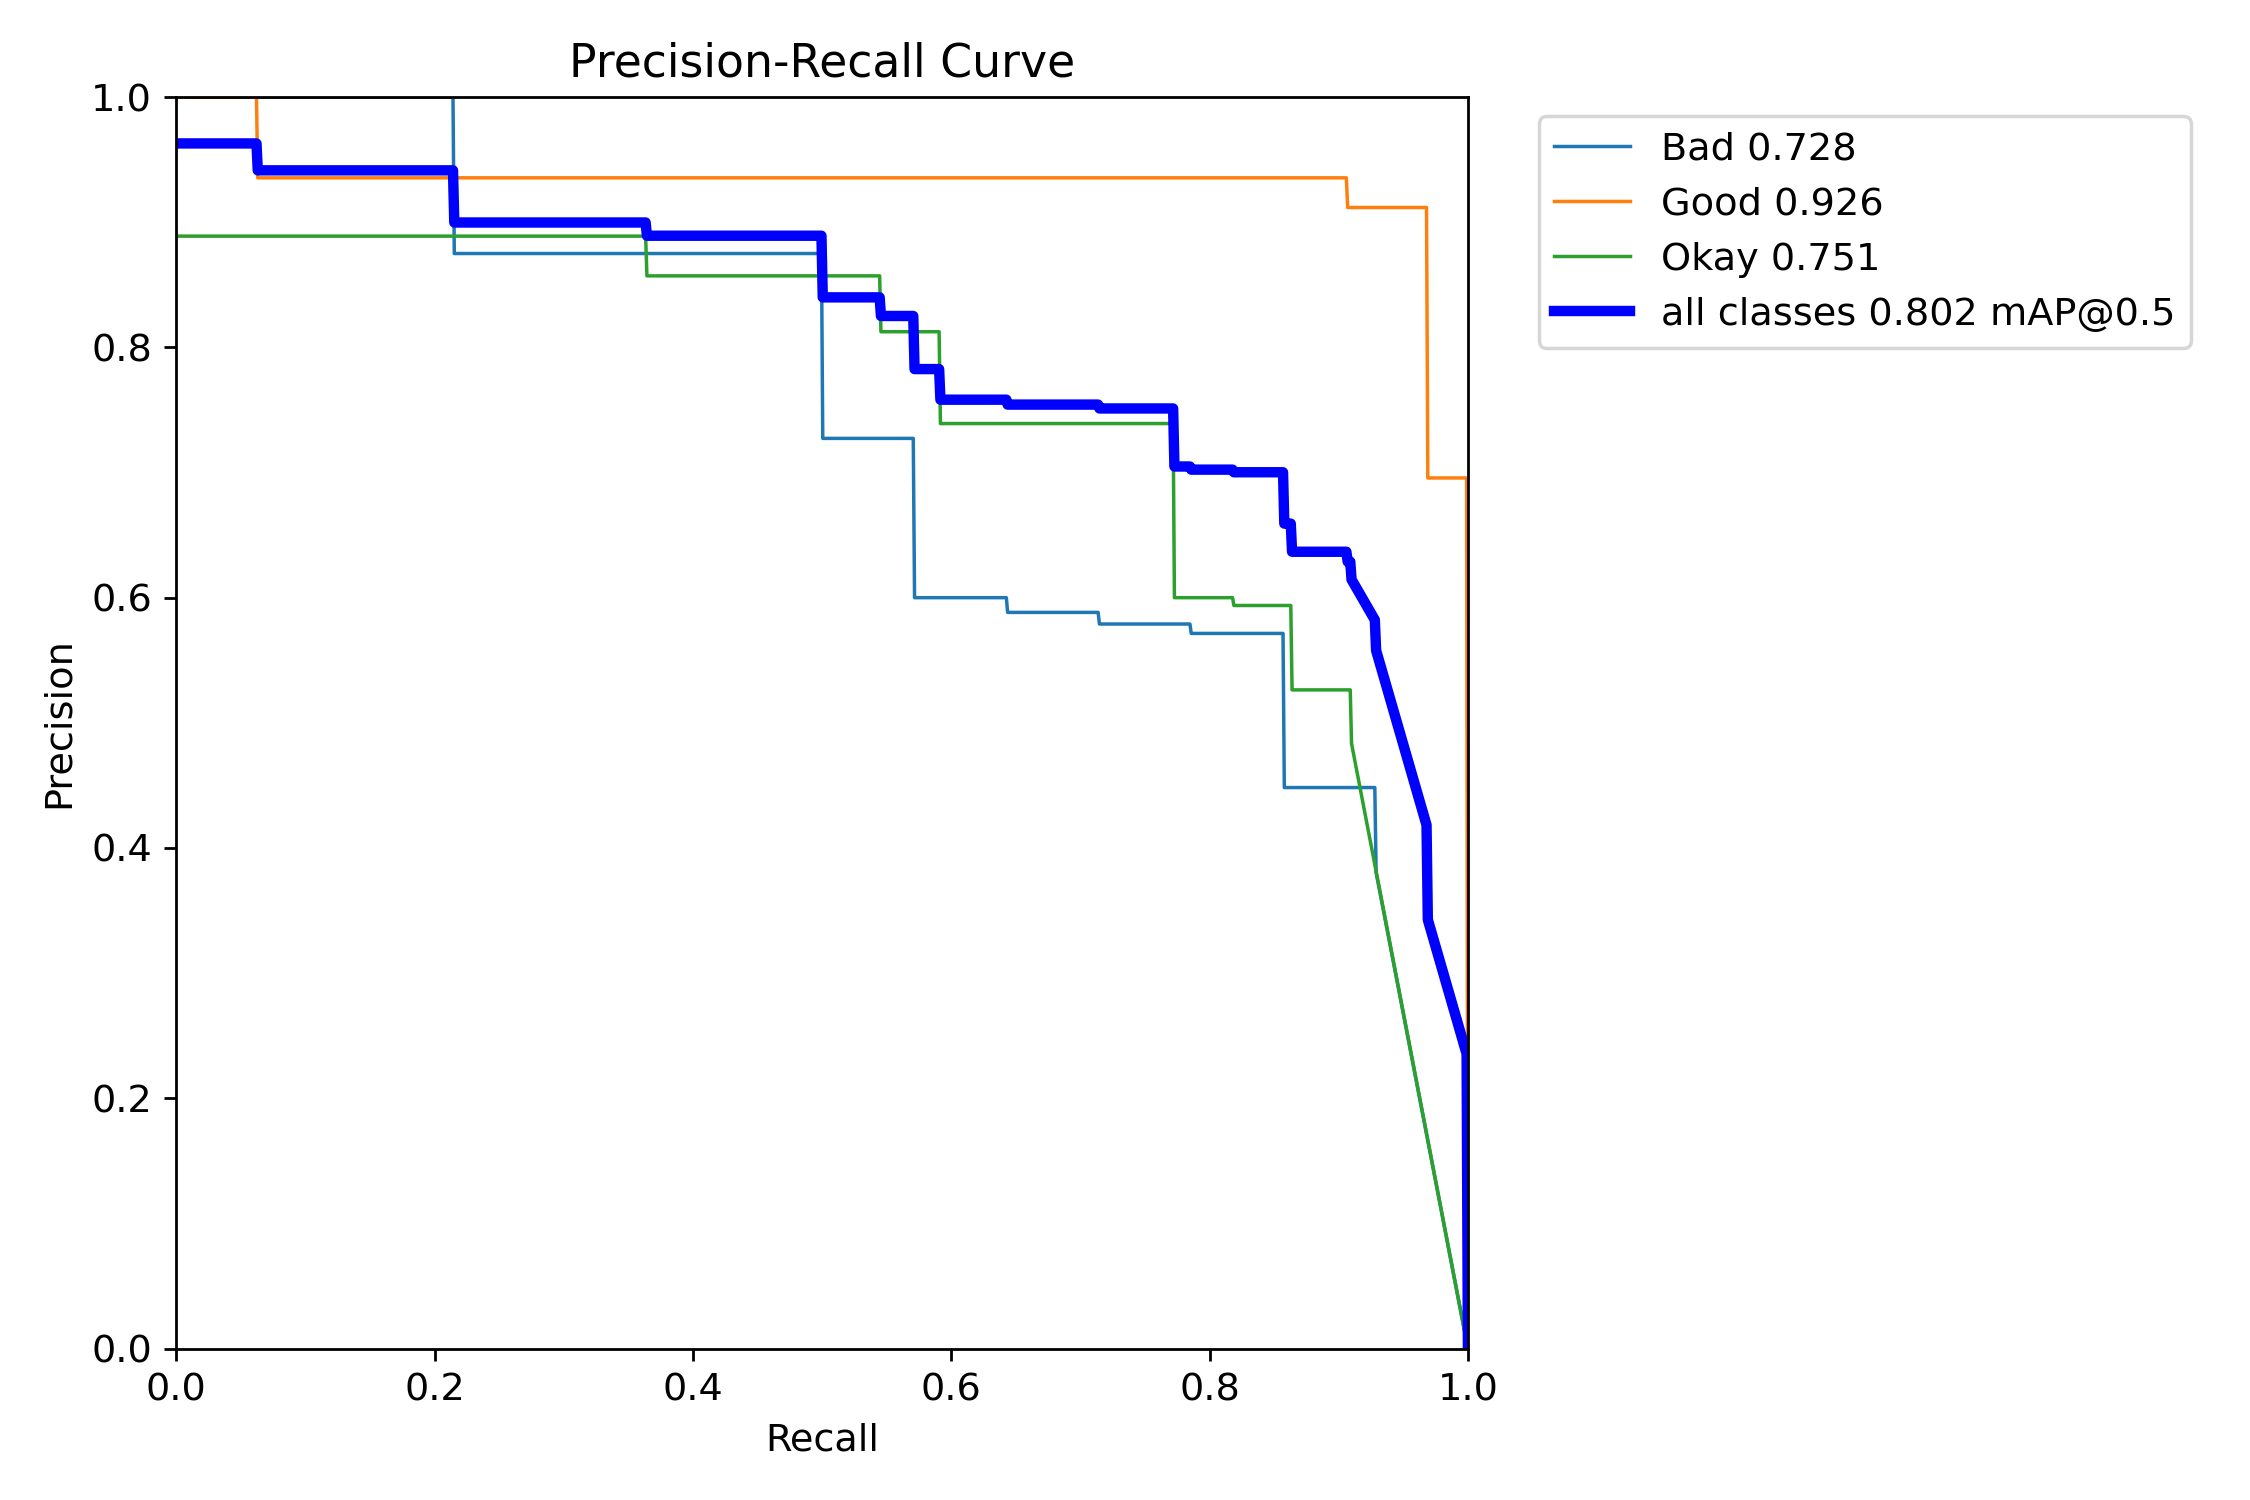 Precision-Recall Curve
1.0
0.8
0.6
0.4
0.2
0.0
Precision
0.0 0.2 0.4 0.6 0.8 1.0
Recall
Bad 0.728
Good 0.926
Okay 0.751
all classes 0.802 mAP@0.5